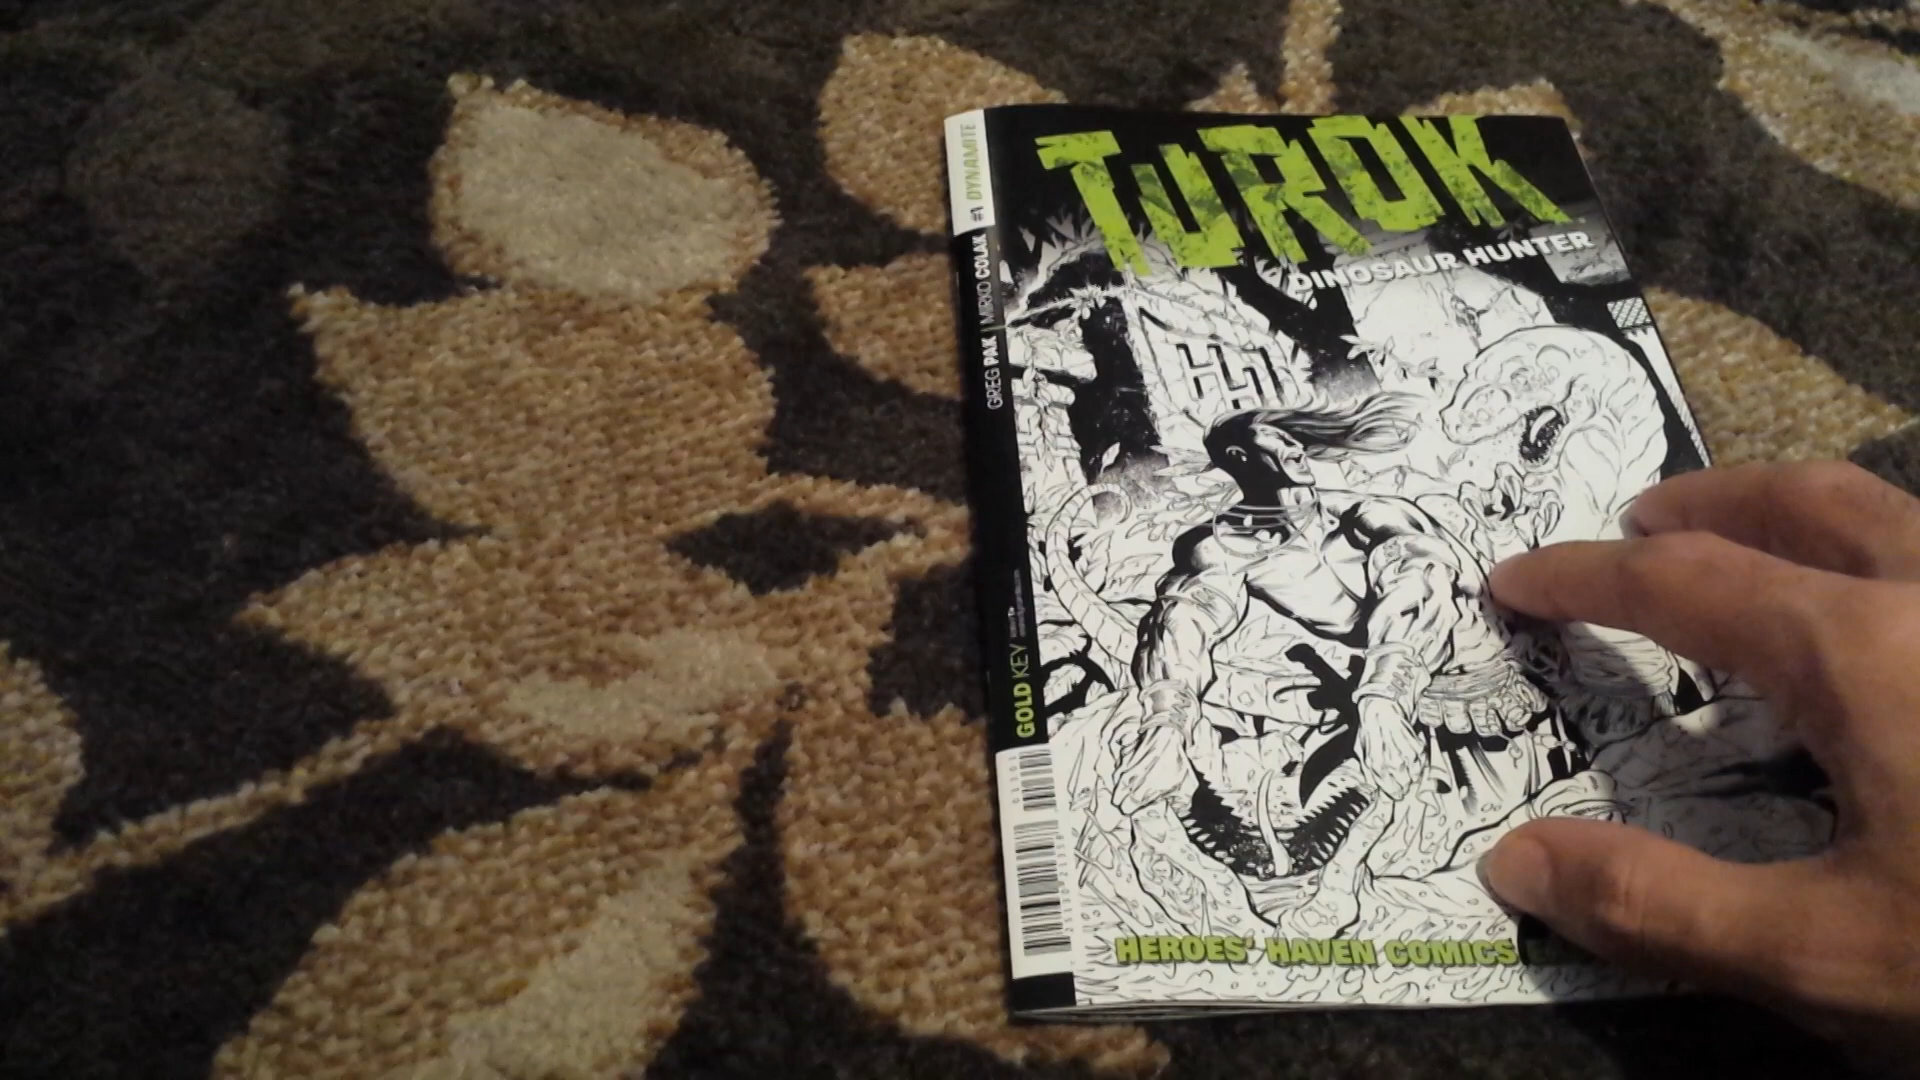 TUROK
DINOSAUR HUNTER
#1 DYNAMITE
GREG PAK | MIRKO COLAK
GOLD KEY
HEROES' HAVEN COMICS